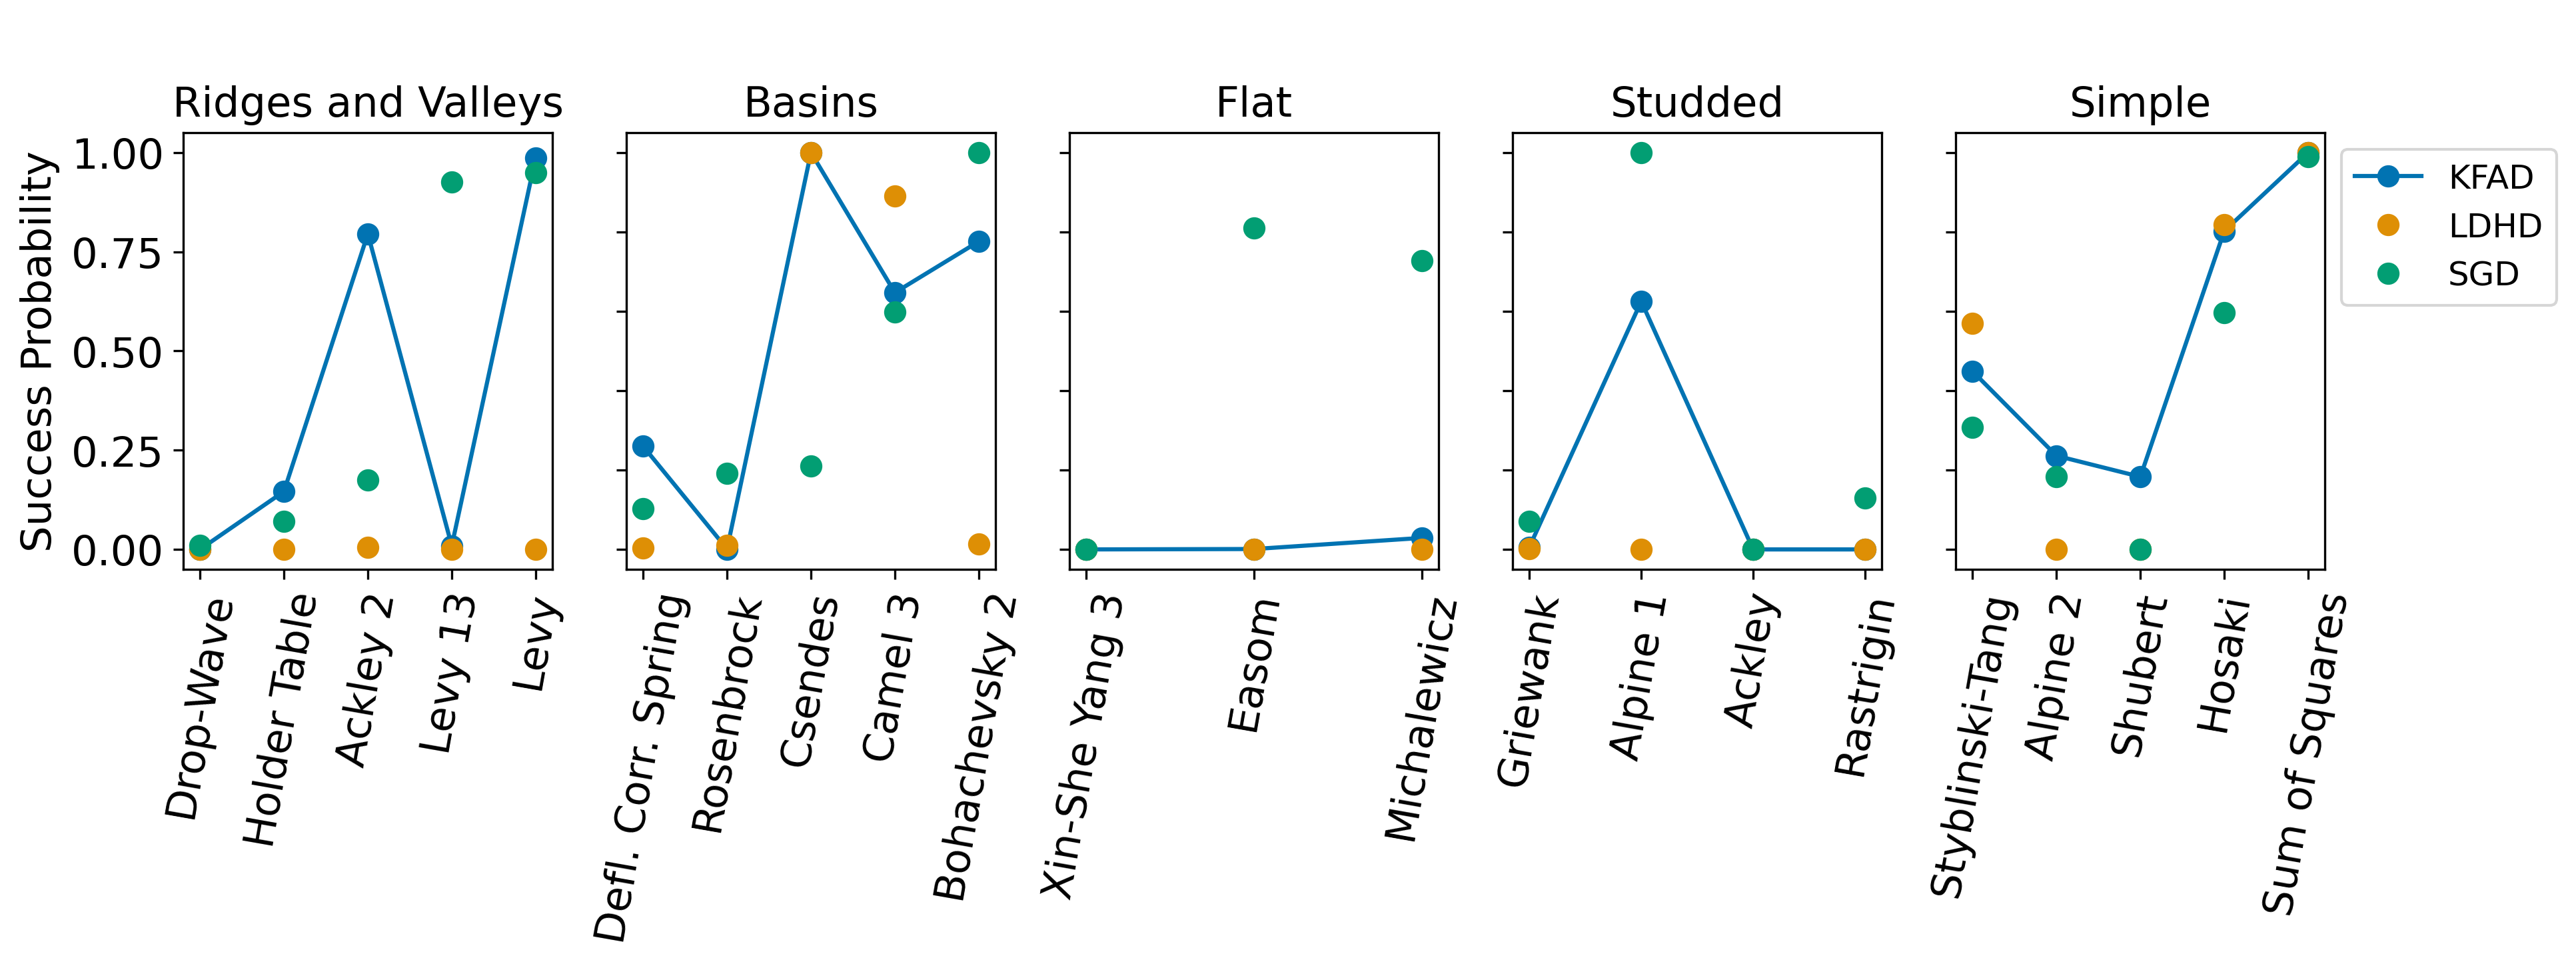 Ridges and Valleys
Basins
Flat
Studded
Simple
Success Probability
1.00
0.75
0.50
0.25
0.00
KFAD
LDHD
SGD
Drop-Wave
Holder Table
Ackley 2
Levy 13
Levy
Defl. Corr. Spring
Rosenbrock
Csendes
Camel 3
Bohachevsky 2
Xin-She Yang 3
Easom
Michalewicz
Griewank
Alpine 1
Ackley
Rastrigin
Styblinski-Tang
Alpine 2
Shubert
Hosaki
Sum of Squares